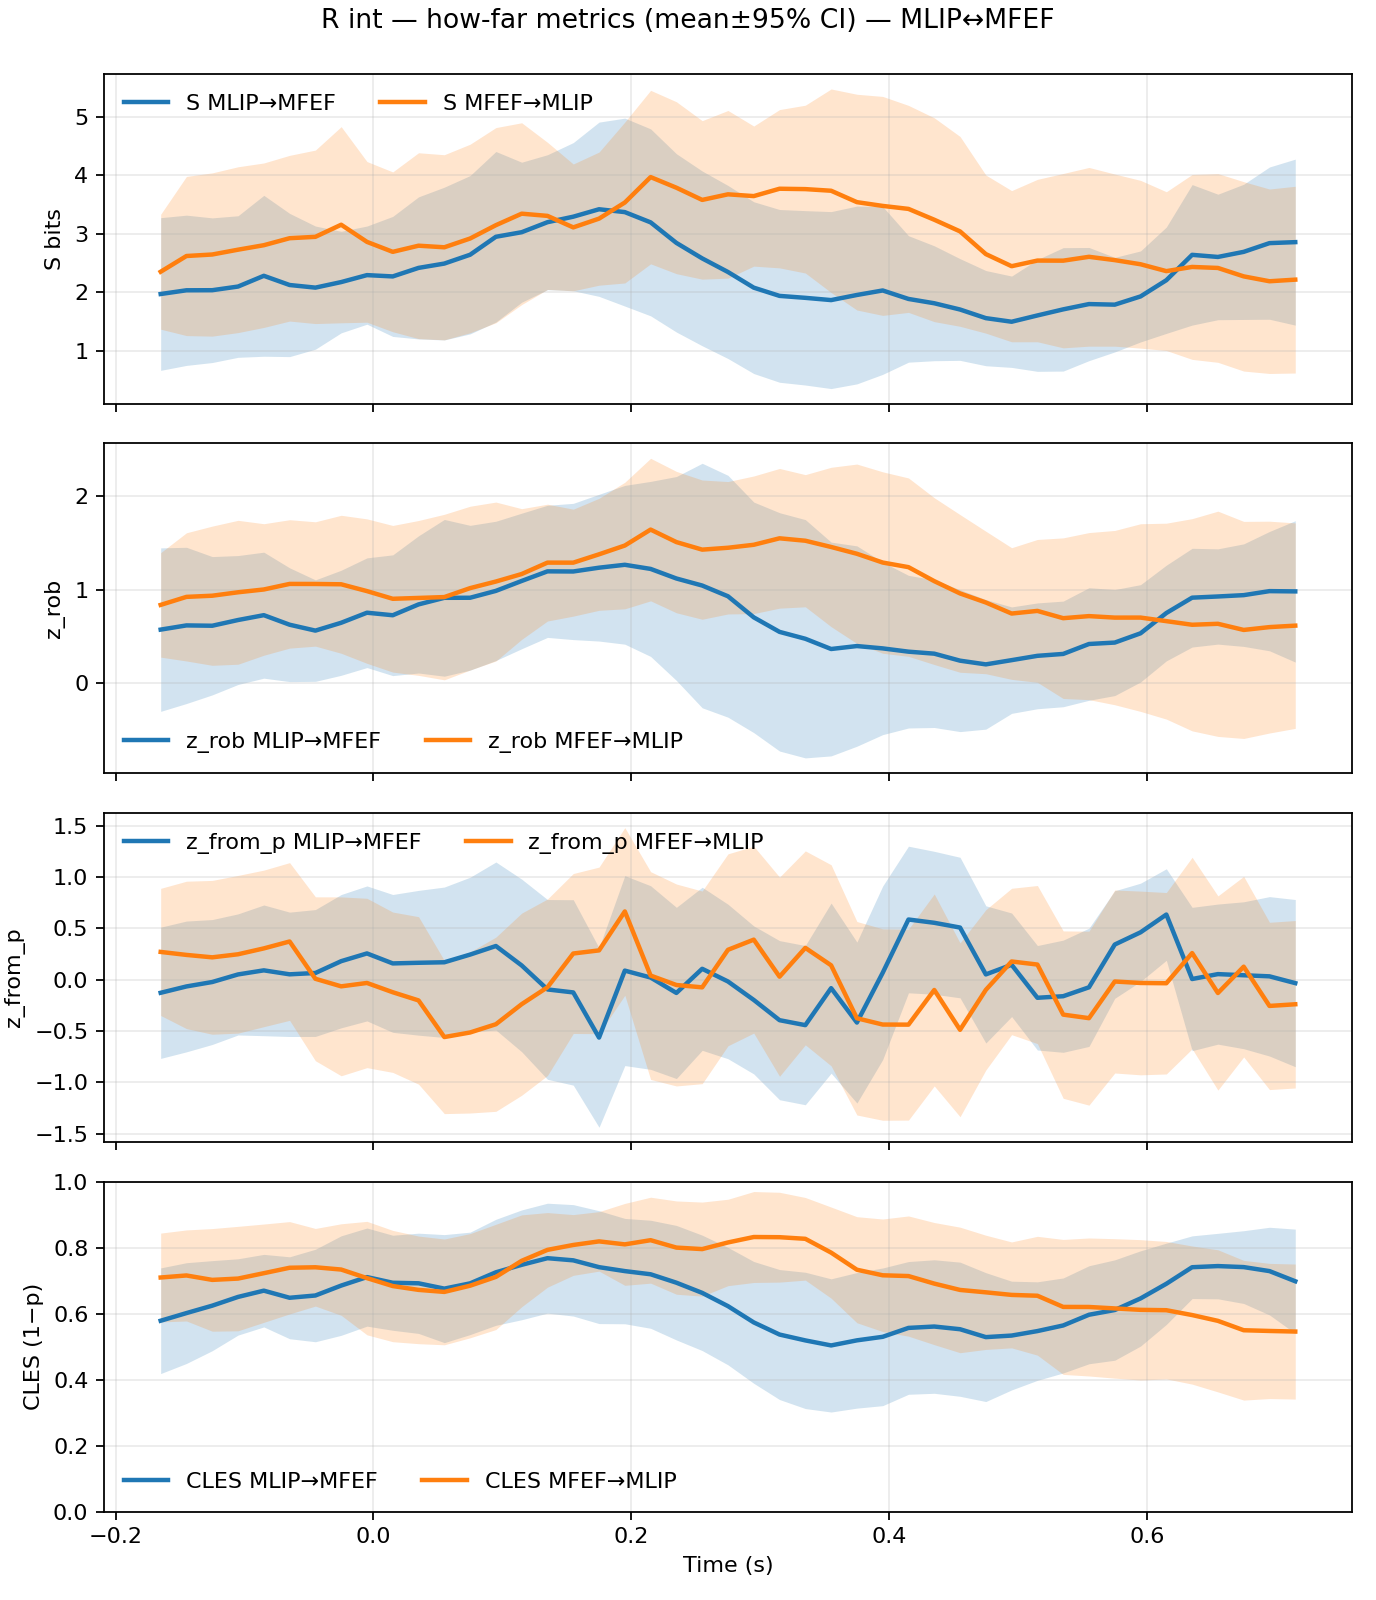 R int — how-far metrics (mean±95% CI) — MLIP↔MFEF
S MLIP→MFEF S MFEF→MLIP
5
4
3
2
1
S bits
2
1
0
z_rob
z_rob MLIP→MFEF z_rob MFEF→MLIP
z_from_p MLIP→MFEF z_from_p MFEF→MLIP
1.5
1.0
0.5
0.0
−0.5
−1.0
−1.5
z_from_p
1.0
0.8
0.6
0.4
0.2
0.0
CLES (1−p)
CLES MLIP→MFEF CLES MFEF→MLIP
−0.2 0.0 0.2 0.4 0.6
Time (s)